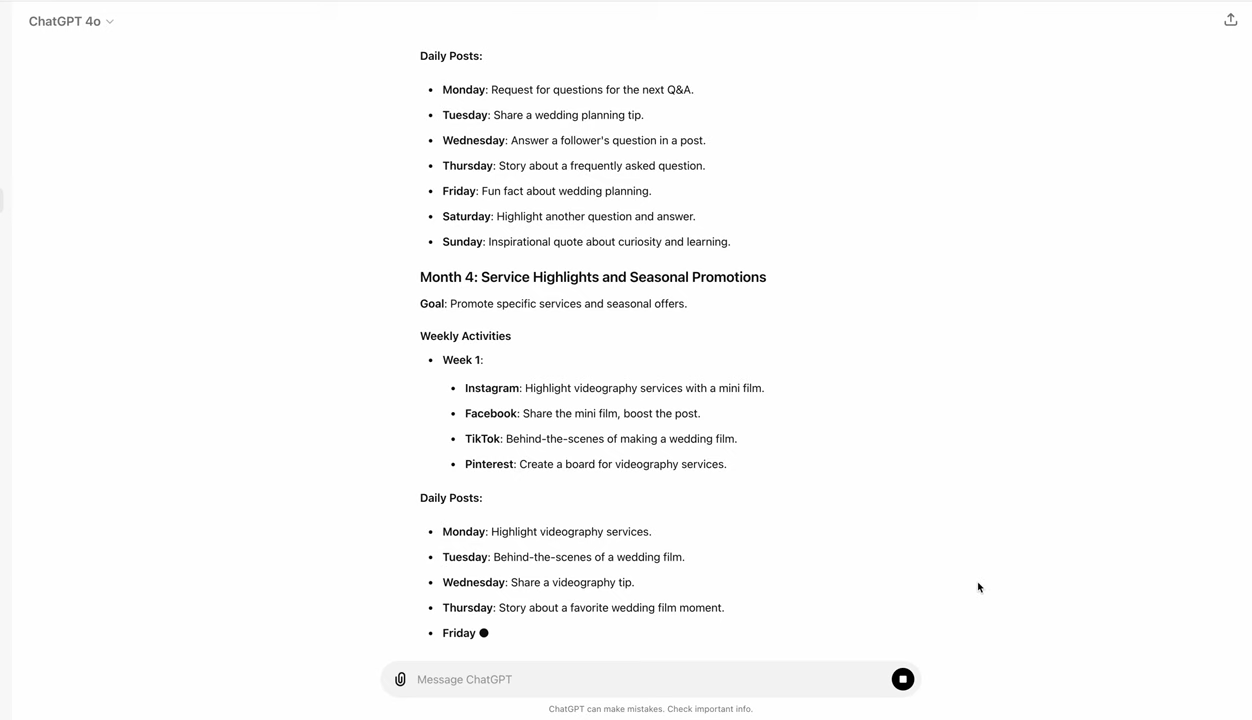 ChatGPT 4o
Daily Posts:
• Monday: Request for questions for the next Q&A.
• Tuesday: Share a wedding planning tip.
• Wednesday: Answer a follower's question in a post.
• Thursday: Story about a frequently asked question.
• Friday: Fun fact about wedding planning.
• Saturday: Highlight another question and answer.
• Sunday: Inspirational quote about curiosity and learning.
Month 4: Service Highlights and Seasonal Promotions
Goal: Promote specific services and seasonal offers.
Weekly Activities
• Week 1:
• Instagram: Highlight videography services with a mini film.
• Facebook: Share the mini film, boost the post.
• TikTok: Behind-the-scenes of making a wedding film.
• Pinterest: Create a board for videography services.
Daily Posts:
• Monday: Highlight videography services.
• Tuesday: Behind-the-scenes of a wedding film.
• Wednesday: Share a videography tip.
• Thursday: Story about a favorite wedding film moment.
• Friday
Message ChatGPT
ChatGPT can make mistakes. Check important info.